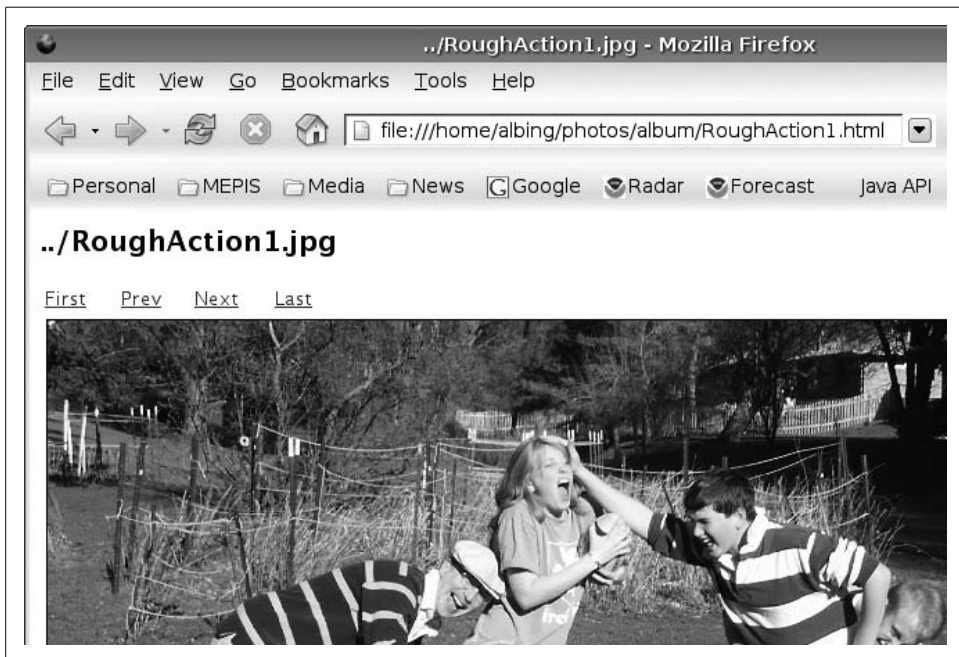 ../RoughAction1.jpg - Mozilla Firefox
File Edit View Go Bookmarks Tools Help
file:///home/albing/photos/album/RoughAction1.html
Personal MEPIS Media News Google Radar Forecast Java API
../RoughAction1.jpg
First Prev Next Last